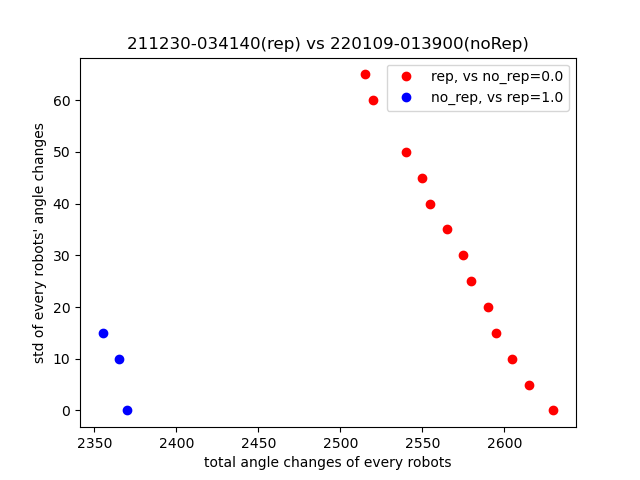 211230-034140(rep) vs 220109-013900(noRep)
rep, vs no_rep=0.0
no_rep, vs rep=1.0
std of every robots' angle changes
60
50
40
30
20
10
0
2350 2400 2450 2500 2550 2600
total angle changes of every robots